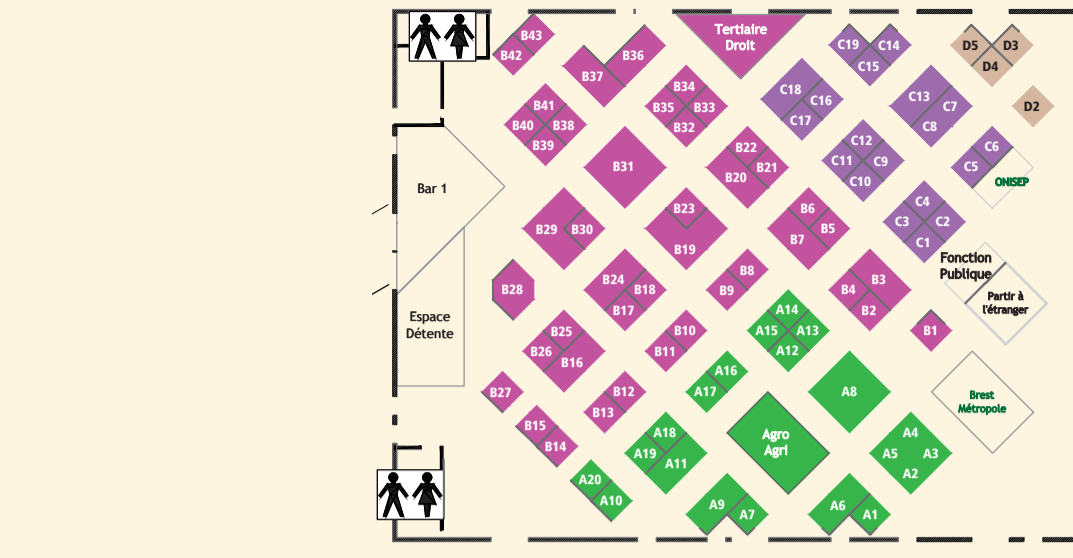 B43
B42
B36
B37
Tertiaire
Droit
C19
C14
C15
D5
D3
D4
D2
B41
B40
B38
B39
B34
B35
B33
B32
C18
C16
C17
C13
C7
C8
Bar 1
B31
B22
B21
B20
C12
C11
C9
C10
C6
C5
ONISEP
B29
B30
B23
B19
B6
B5
B7
C4
C3
C2
C1
Fonction
Publique
Partir à
l'étranger
B28
B24
B18
B17
B8
B9
B3
B4
B2
B1
Espace
Détente
B25
B26
B16
B10
B11
A14
A15
A13
A12
B27
B12
B13
A16
A17
A8
Brest
Métropole
B15
B14
A18
A19
A11
Agro
Agri
A4
A5
A3
A2
A20
A10
A9
A7
A6
A1